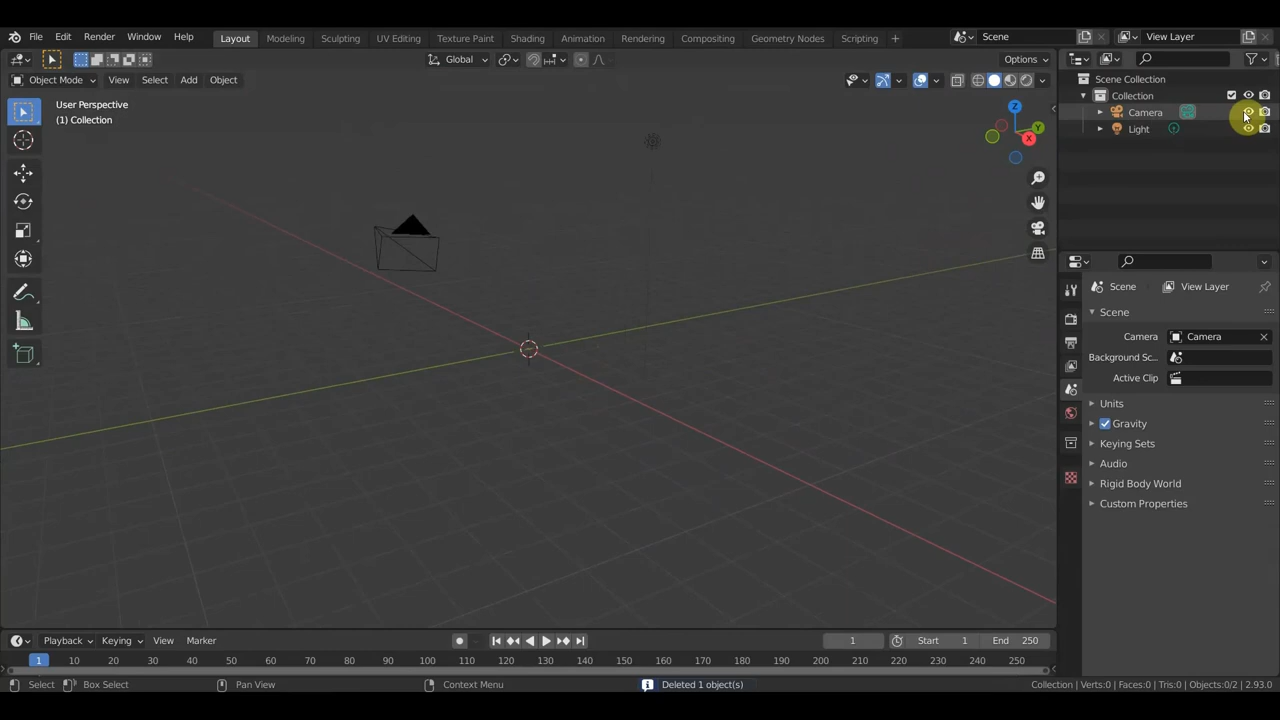 File Edit Render Window Help Layout Modeling Sculpting UV Editing Texture Paint Shading Animation Rendering Compositing Geometry Nodes Scripting + Scene View Layer
Global Options
Object Mode View Select Add Object
User Perspective
(1) Collection
Z
Y
X
Scene Collection
Collection
Camera
Light
Scene View Layer
Scene
Camera Camera
Background Sc...
Active Clip
Units
Gravity
Keying Sets
Audio
Rigid Body World
Custom Properties
Playback Keying View Marker 1 Start 1 End 250
1 10 20 30 40 50 60 70 80 90 100 110 120 130 140 150 160 170 180 190 200 210 220 230 240 250
Select Box Select Pan View Context Menu Deleted 1 object(s) Collection | Verts:0 | Faces:0 | Tris:0 | Objects:0/2 | 2.93.0